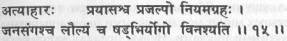 अत्याहारः प्रयासश्च प्रजल्पो नियमग्रहः ।
जनसंगश्च लौल्यं च षड्भिर्योगो विनश्यति ॥ १५ ॥